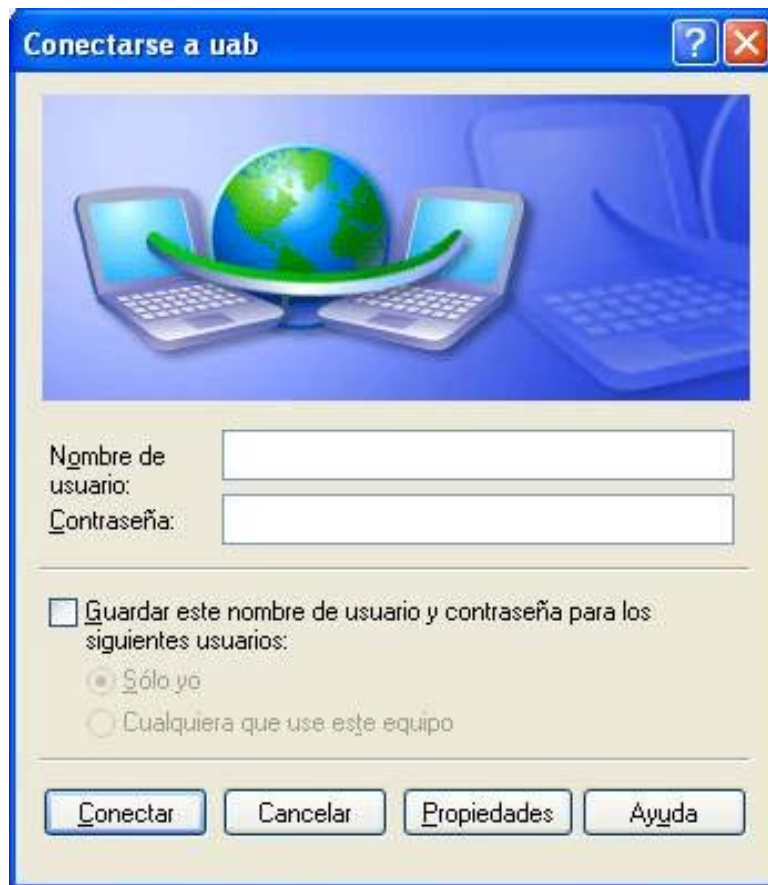 Conectarse a uab
Nombre de
usuario:
Contraseña:
Guardar este nombre de usuario y contraseña para los
siguientes usuarios:
Sólo yo
Cualquiera que use este equipo
Conectar Cancelar Propiedades Ayuda